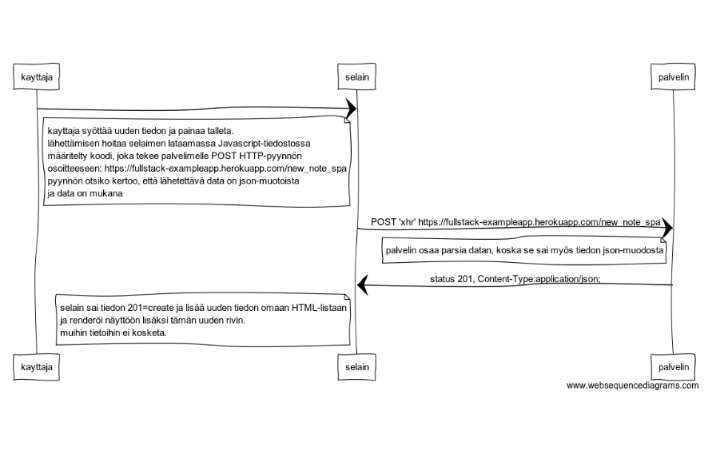 kayttaja
selain
palvelin
kayttaja syöttää uuden tiedon ja painaa talleta.
lähettämisen hoitaa selaimen lataamassa Javascript-tiedostossa
määritelty koodi, joka tekee palvelimelle POST HTTP-pyynnön
osoitteeseen: https://fullstack-exampleapp.herokuapp.com/new_note_spa
pyynnön otsiko kertoo, että lähetettävä data on json-muotoista
ja data on mukana
POST 'xhr' https://fullstack-exampleapp.herokuapp.com/new_note_spa
palvelin osaa parsia datan, koska se sai myös tiedon json-muodosta
status 201, Content-Type:application/json;
selain sai tiedon 201=create ja lisää uuden tiedon omaan HTML-listaan
ja renderöi näyttöön lisäksi tämän uuden rivin.
muihin tietoihin ei kosketa.
kayttaja
selain
palvelin
www.websequencediagrams.com